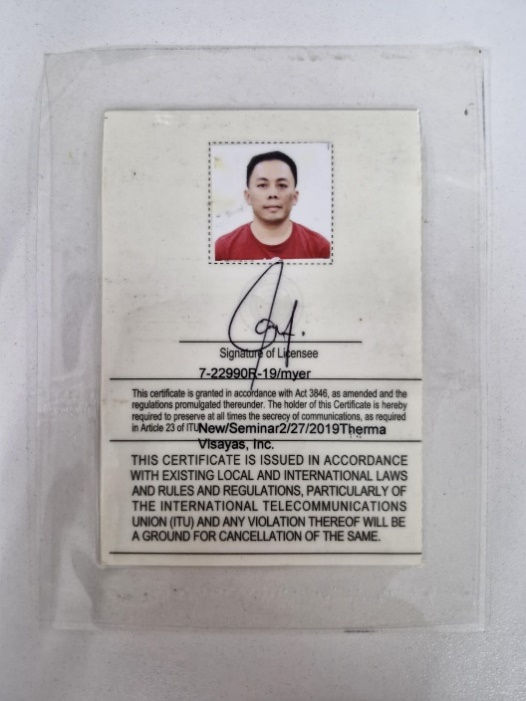 Signature of Licensee
7-22990R-19/myer
This certificate is granted in accordance with Act 3846, as amended and the
regulations promulgated thereunder. The holder of this Certificate is hereby
required to preserve at all times the secrecy of communications, as required
in Article 23 of ITU
New/Seminar2/27/2019Therma
Visayas, Inc.
THIS CERTIFICATE IS ISSUED IN ACCORDANCE
WITH EXISTING LOCAL AND INTERNATIONAL LAWS
AND RULES AND REGULATIONS, PARTICULARLY OF
THE INTERNATIONAL TELECOMMUNICATIONS
UNION (ITU) AND ANY VIOLATION THEREOF WILL BE
A GROUND FOR CANCELLATION OF THE SAME.